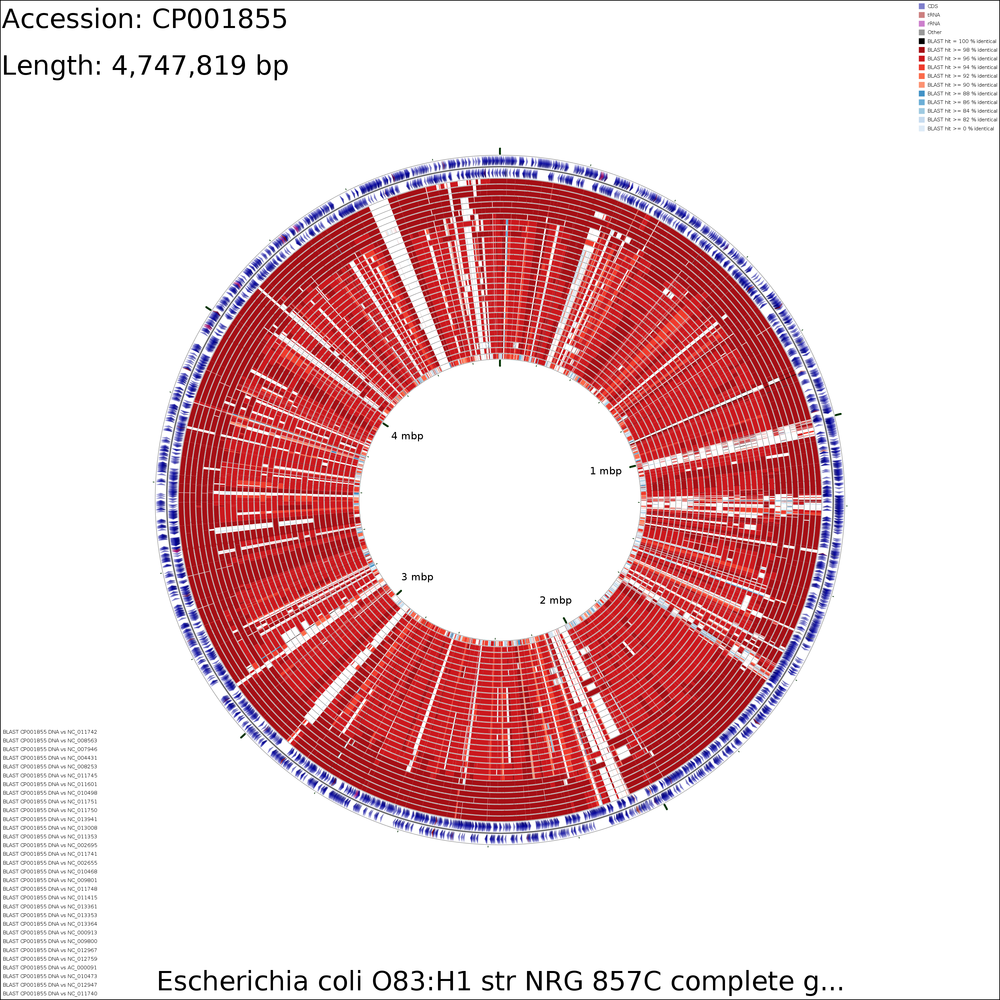 Accession: CP001855
Length: 4,747,819 bp
CDS
tRNA
rRNA
Other
BLAST hit = 100 % identical
BLAST hit >= 98 % identical
BLAST hit >= 96 % identical
BLAST hit >= 94 % identical
BLAST hit >= 92 % identical
BLAST hit >= 90 % identical
BLAST hit >= 88 % identical
BLAST hit >= 86 % identical
BLAST hit >= 84 % identical
BLAST hit >= 82 % identical
BLAST hit >= 0 % identical
4 mbp
1 mbp
3 mbp
2 mbp
BLAST CP001855 DNA vs NC_011742
BLAST CP001855 DNA vs NC_008563
BLAST CP001855 DNA vs NC_007946
BLAST CP001855 DNA vs NC_004431
BLAST CP001855 DNA vs NC_008253
BLAST CP001855 DNA vs NC_011745
BLAST CP001855 DNA vs NC_011601
BLAST CP001855 DNA vs NC_010498
BLAST CP001855 DNA vs NC_011751
BLAST CP001855 DNA vs NC_011750
BLAST CP001855 DNA vs NC_013941
BLAST CP001855 DNA vs NC_013008
BLAST CP001855 DNA vs NC_011353
BLAST CP001855 DNA vs NC_002695
BLAST CP001855 DNA vs NC_011741
BLAST CP001855 DNA vs NC_002655
BLAST CP001855 DNA vs NC_010468
BLAST CP001855 DNA vs NC_009801
BLAST CP001855 DNA vs NC_011748
BLAST CP001855 DNA vs NC_011415
BLAST CP001855 DNA vs NC_013361
BLAST CP001855 DNA vs NC_013353
BLAST CP001855 DNA vs NC_013364
BLAST CP001855 DNA vs NC_000913
BLAST CP001855 DNA vs NC_009800
BLAST CP001855 DNA vs NC_012967
BLAST CP001855 DNA vs NC_012759
BLAST CP001855 DNA vs AC_000091
BLAST CP001855 DNA vs NC_010473
BLAST CP001855 DNA vs NC_012947
BLAST CP001855 DNA vs NC_011740
Escherichia coli O83:H1 str NRG 857C complete g...